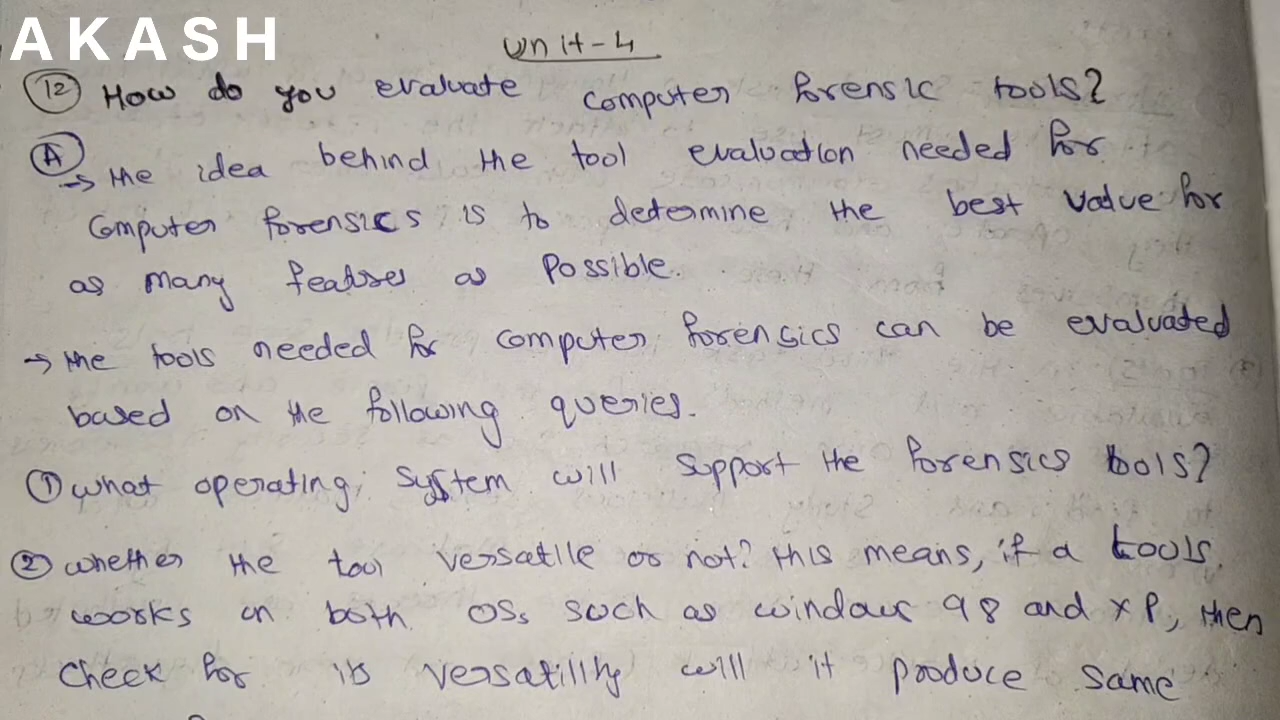 AKASH
Unit-4
12 How do you evaluate computer forensic tools?
A
→ the idea behind the tool evaluation needed for
Computer forensics is to determine the best value for
as many features as possible.
→ the tools needed for computer forensics can be evaluated
based on the following queries.
① what operating system will support the forensics tools?
② whether the tool versatile or not? this means, if a tools
works on both OSs such as windows 98 and XP, then
check for its versatility will it produce same